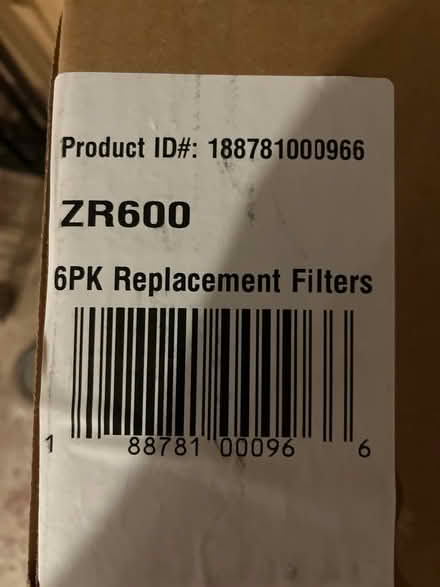 Product ID#: 188781000966
ZR600
6PK Replacement Filters
1 88781 00096 6